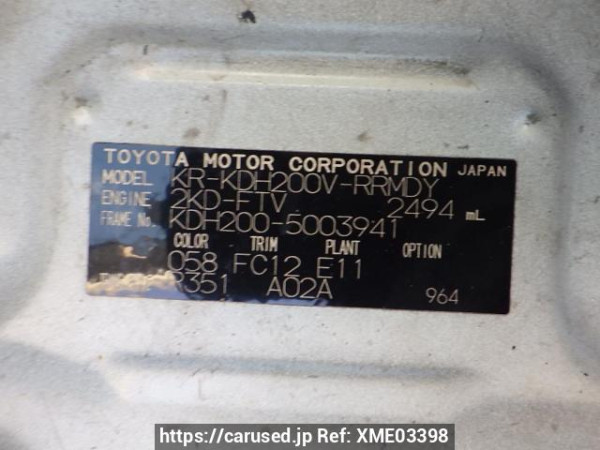 TOYOTA MOTOR CORPORATION JAPAN
MODEL KR-KDH200V-RRMDY
ENGINE 2KD-FTV 2494 mL
FRAME No. KDH200-5003941
COLOR TRIM PLANT OPTION
058 FC12 E11
R351 A02A 964
https://carused.jp Ref: XME03398